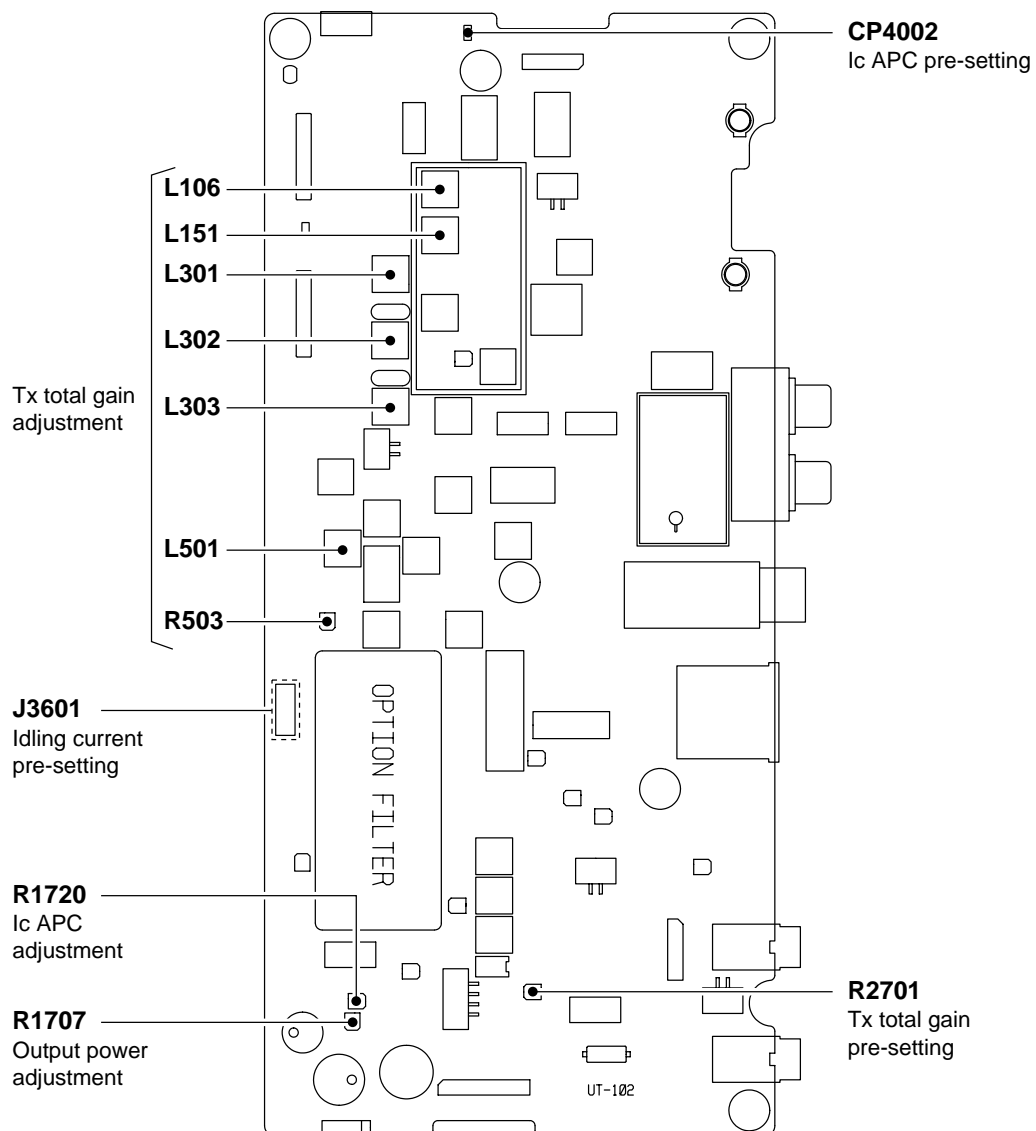 CP4002
Ic APC pre-setting
L106
L151
L301
L302
L303
Tx total gain
adjustment
L501
R503
J3601
Idling current
pre-setting
OPTION FILTER
R1720
Ic APC
adjustment
R1707
Output power
adjustment
R2701
Tx total gain
pre-setting
UT-102